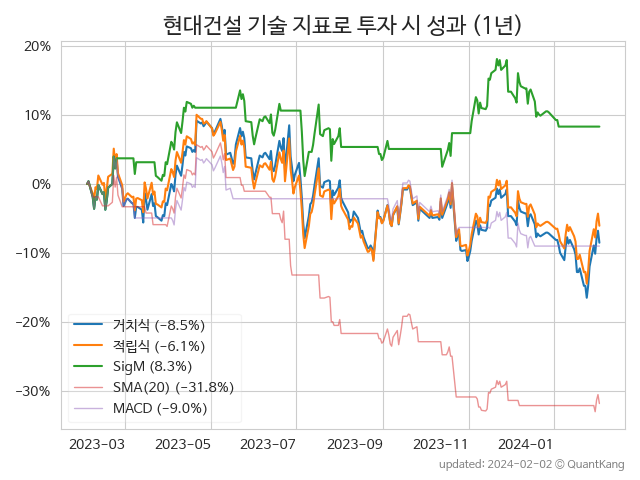 현대건설 기술 지표로 투자 시 성과 (1년)
20%
10%
0%
−10%
−20%
−30%
거치식 (−8.5%)
적립식 (−6.1%)
SigM (8.3%)
SMA(20) (−31.8%)
MACD (−9.0%)
2023−03 2023−05 2023−07 2023−09 2023−11 2024−01
updated: 2024-02-02 © QuantKang